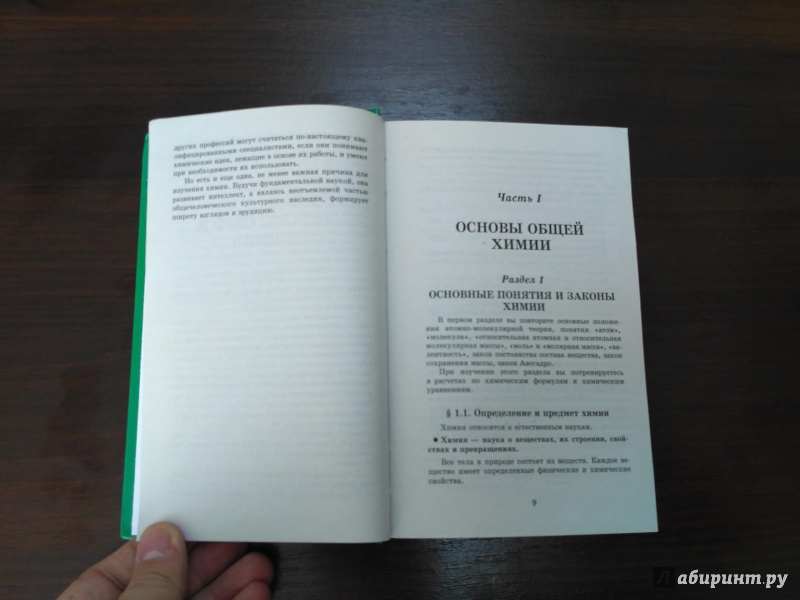 других профессий могут считаться по-настоящему ква-
лифицированными специалистами, если они понимают
химические идеи, лежащие в основе их работы, и умеют
при необходимости их использовать.
Но есть и еще одна, не менее важная причина для
изучения химии. Будучи фундаментальной наукой, она
развивает интеллект, а являясь неотъемлемой частью
общечеловеческого культурного наследия, формирует
широту взглядов и эрудицию.
Часть I
ОСНОВЫ ОБЩЕЙ
ХИМИИ
Раздел 1
ОСНОВНЫЕ ПОНЯТИЯ И ЗАКОНЫ
ХИМИИ
В первом разделе вы повторите основные положе-
ния атомно-молекулярной теории, понятия «атом»,
«молекула», «относительная атомная и относительная
молекулярная массы», «моль» и «молярная масса», «ва-
лентность», закон постоянства состава вещества, закон
сохранения массы, закон Авогадро.
При изучении этого раздела вы потренируетесь
в расчетах по химическим формулам и химическим
уравнениям.
§ 1.1. Определение и предмет химии
Химия относится к естественным наукам.
● Химия — наука о веществах, их строении, свой-
ствах и превращениях.
Все тела в природе состоят из веществ. Каждое ве-
щество имеет определенные физические и химические
свойства.
9
Лабиринт.ру